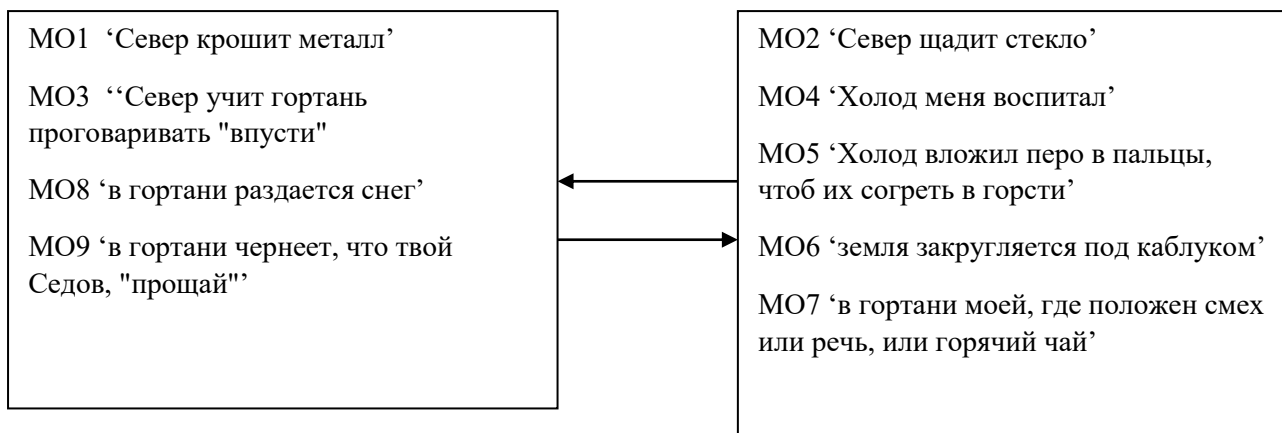 МО1 ‘Север крошит металл’
МО3 ‘‘Север учит гортань
проговаривать "впусти"
МО8 ‘в гортани раздается снег’
МО9 ‘в гортани чернеет, что твой
Седов, "прощай"’
МО2 ‘Север щадит стекло’
МО4 ‘Холод меня воспитал’
МО5 ‘Холод вложил перо в пальцы,
чтоб их согреть в горсти’
МО6 ‘земля закругляется под каблуком’
МО7 ‘в гортани моей, где положен смех
или речь, или горячий чай’